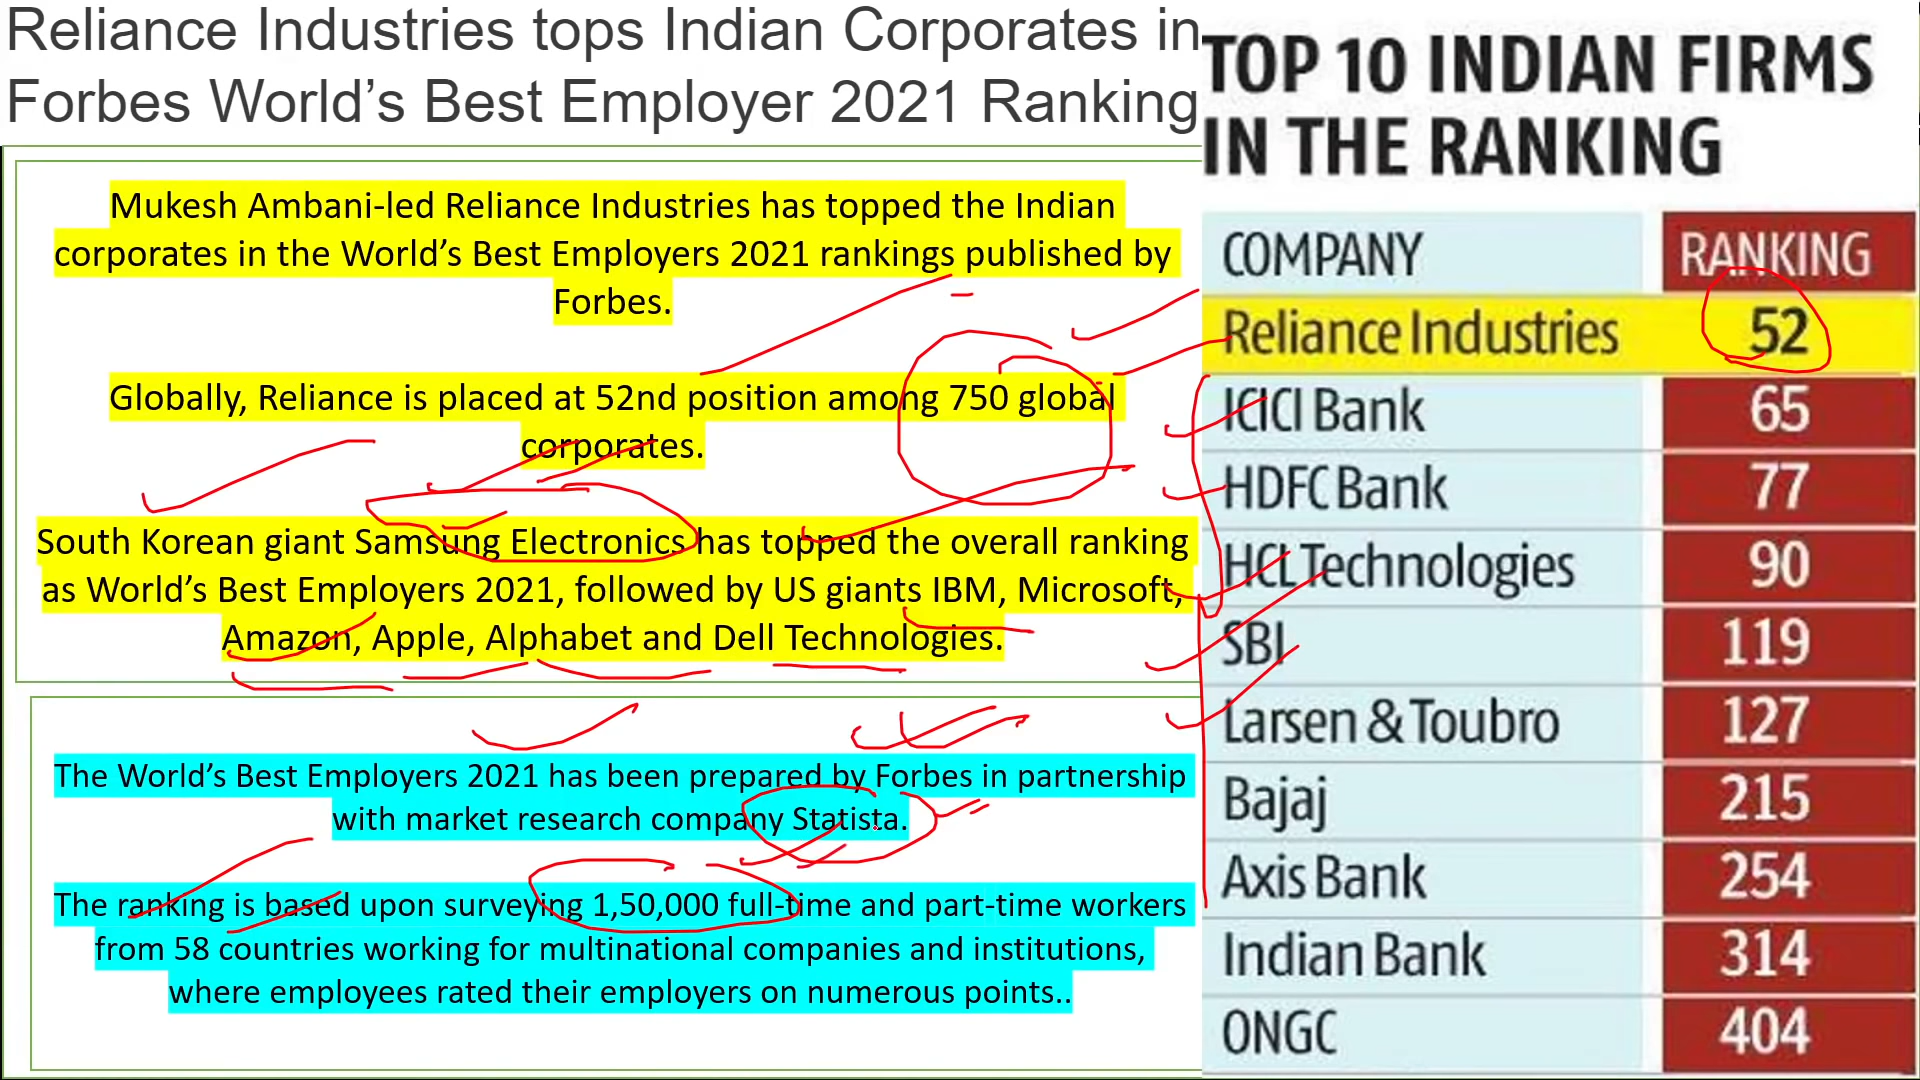 Reliance Industries tops Indian Corporates in
Forbes World’s Best Employer 2021 Ranking
Mukesh Ambani-led Reliance Industries has topped the Indian
corporates in the World’s Best Employers 2021 rankings published by
Forbes.
Globally, Reliance is placed at 52nd position among 750 global
corporates.
South Korean giant Samsung Electronics has topped the overall ranking
as World’s Best Employers 2021, followed by US giants IBM, Microsoft,
Amazon, Apple, Alphabet and Dell Technologies.
The World’s Best Employers 2021 has been prepared by Forbes in partnership
with market research company Statista.
The ranking is based upon surveying 1,50,000 full-time and part-time workers
from 58 countries working for multinational companies and institutions,
where employees rated their employers on numerous points..
TOP 10 INDIAN FIRMS
IN THE RANKING
COMPANY RANKING
Reliance Industries 52
ICICI Bank 65
HDFC Bank 77
HCL Technologies 90
SBI 119
Larsen & Toubro 127
Bajaj 215
Axis Bank 254
Indian Bank 314
ONGC 404